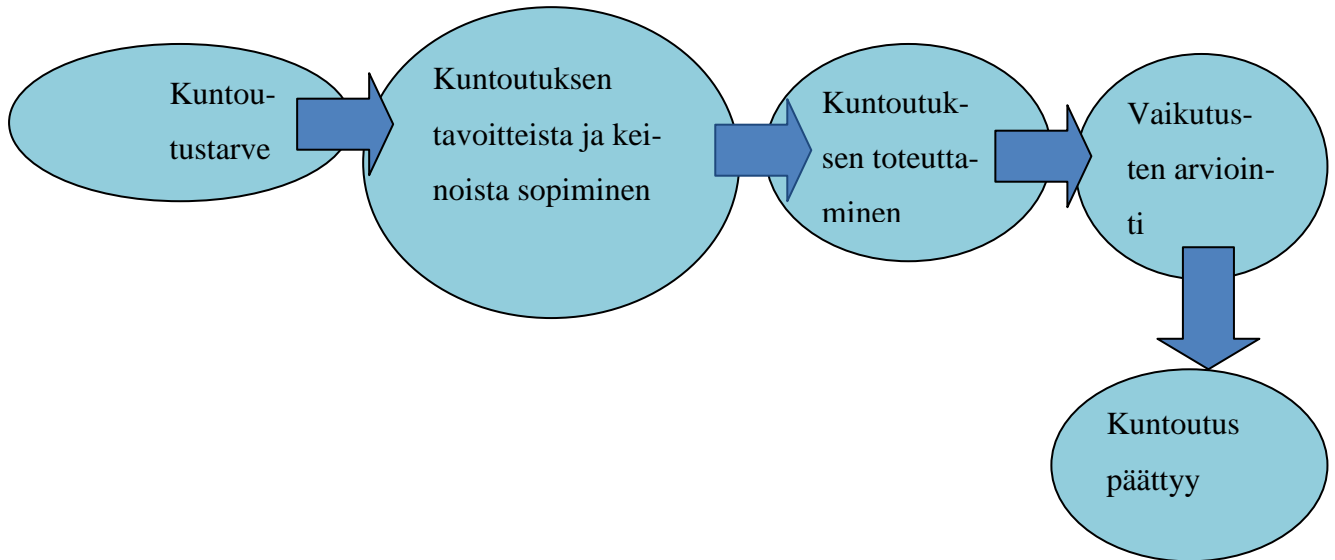 Kuntou-
tustarve
Kuntoutuksen
tavoitteista ja kei-
noista sopiminen
Kuntoutuk-
sen toteutta-
minen
Vaikutus-
ten arvioin-
ti
Kuntoutus
päättyy